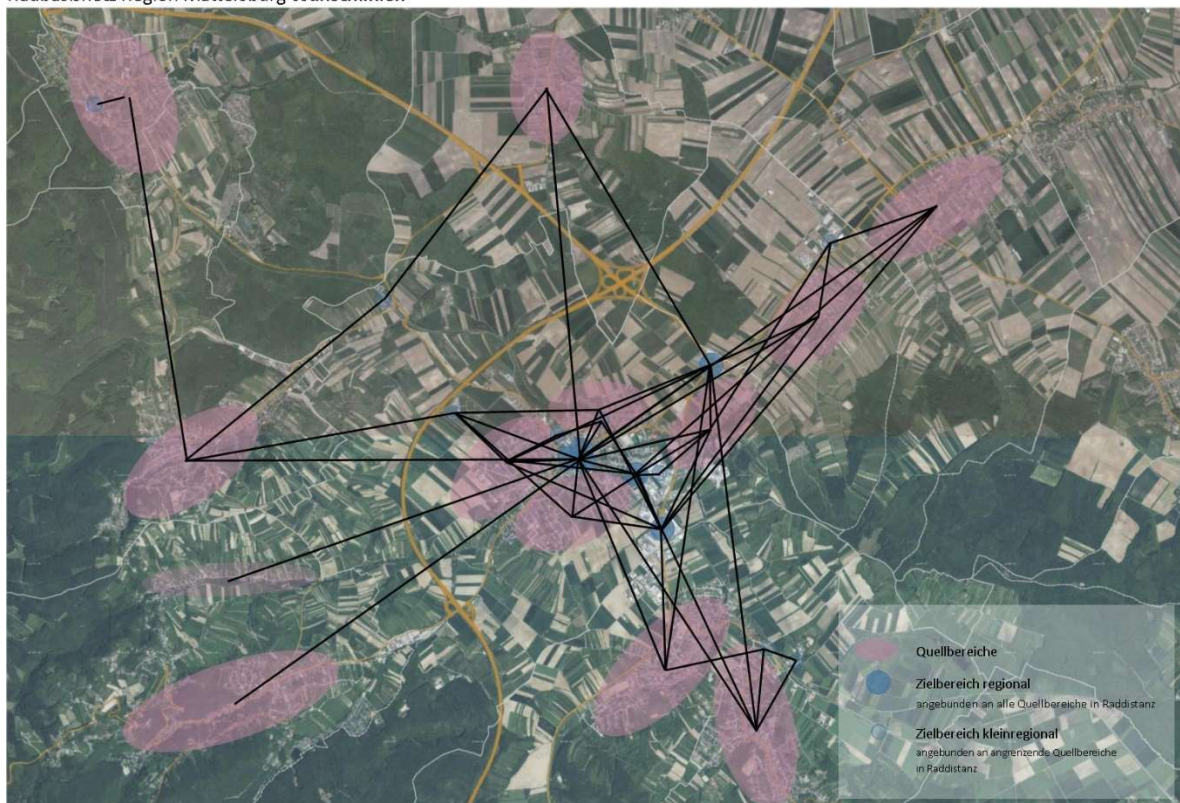 Quellbereiche
Zielbereich regional
angebunden an alle Quellbereiche in Raddistanz
Zielbereich kleinregional
angebunden an angrenzende Quellbereiche
in Raddistanz